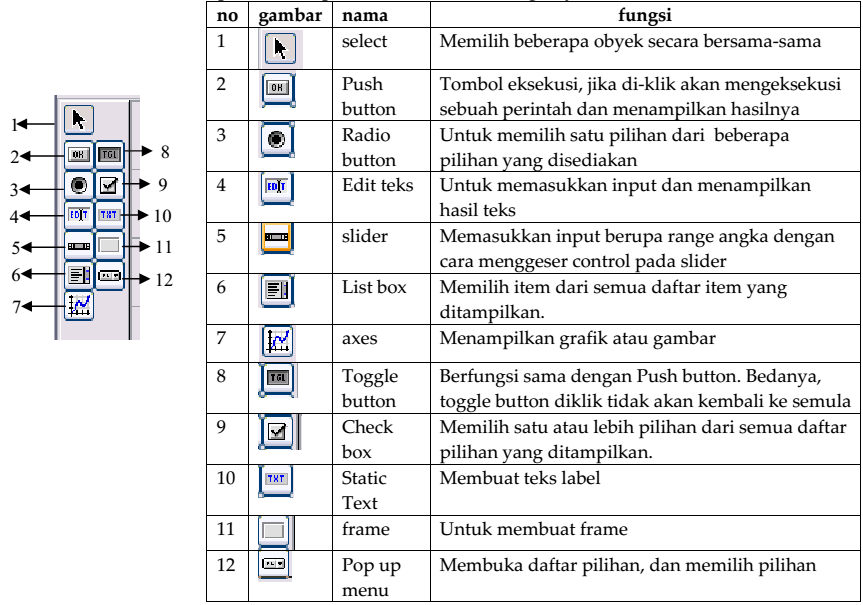 no gambar nama fungsi
1 select Memilih beberapa obyek secara bersama-sama
2 OK Push Tombol eksekusi, jika di-klik akan mengeksekusi
button sebuah perintah dan menampilkan hasilnya
3 Radio Untuk memilih satu pilihan dari beberapa
button pilihan yang disediakan
4 EDIT Edit teks Untuk memasukkan input dan menampilkan
hasil teks
5 slider Memasukkan input berupa range angka dengan
cara menggeser control pada slider
6 List box Memilih item dari semua daftar item yang
ditampilkan.
7 axes Menampilkan grafik atau gambar
8 TGL Toggle Berfungsi sama dengan Push button. Bedanya,
button toggle button diklik tidak akan kembali ke semula
9 Check Memilih satu atau lebih pilihan dari semua daftar
box pilihan yang ditampilkan.
10 TXT Static Membuat teks label
Text
11 frame Untuk membuat frame
12 Pop up Membuka daftar pilihan, dan memilih pilihan
menu
1
2 OK TGL 8
3 9
4 EDIT TXT 10
5 11
6 12
7